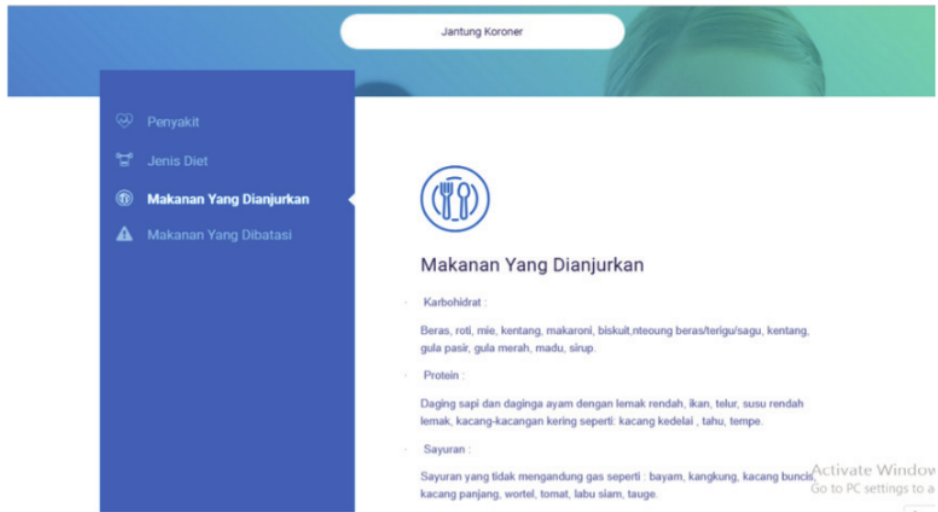 Jantung Koroner
Penyakit
Jenis Diet
Makanan Yang Dianjurkan
Makanan Yang Dibatasi
Makanan Yang Dianjurkan
· Karbohidrat :
Beras, roti, mie, kentang, makaroni, biskuit,nteoung beras/terigu/sagu, kentang,
gula pasir, gula merah, madu, sirup.
· Protein :
Daging sapi dan daginga ayam dengan lemak rendah, ikan, telur, susu rendah
lemak, kacang-kacangan kering seperti: kacang kedelai , tahu, tempe.
· Sayuran :
Sayuran yang tidak mengandung gas seperti : bayam, kangkung, kacang buncis,
kacang panjang, wortel, tomat, labu siam, tauge.
Activate Window
Go to PC settings to a